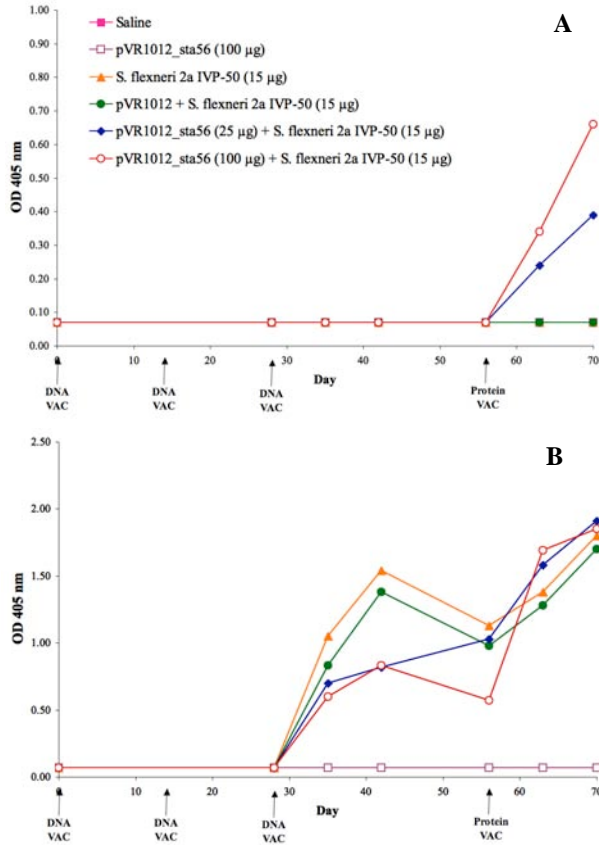 A
1.00
0.90
0.80
0.70
0.60
0.50
0.40
0.30
0.20
0.10
0.00
OD 405 nm
Saline
pVR1012_sta56 (100 µg)
S. flexneri 2a IVP-50 (15 µg)
pVR1012 + S. flexneri 2a IVP-50 (15 µg)
pVR1012_sta56 (25 µg) + S. flexneri 2a IVP-50 (15 µg)
pVR1012_sta56 (100 µg) + S. flexneri 2a IVP-50 (15 µg)
0 10 20 30 40 50 60 70
Day
DNA VAC
DNA VAC
DNA VAC
Protein VAC
B
2.50
2.00
1.50
1.00
0.50
0.00
OD 405 nm
0 10 20 30 40 50 60 70
Day
DNA VAC
DNA VAC
DNA VAC
Protein VAC